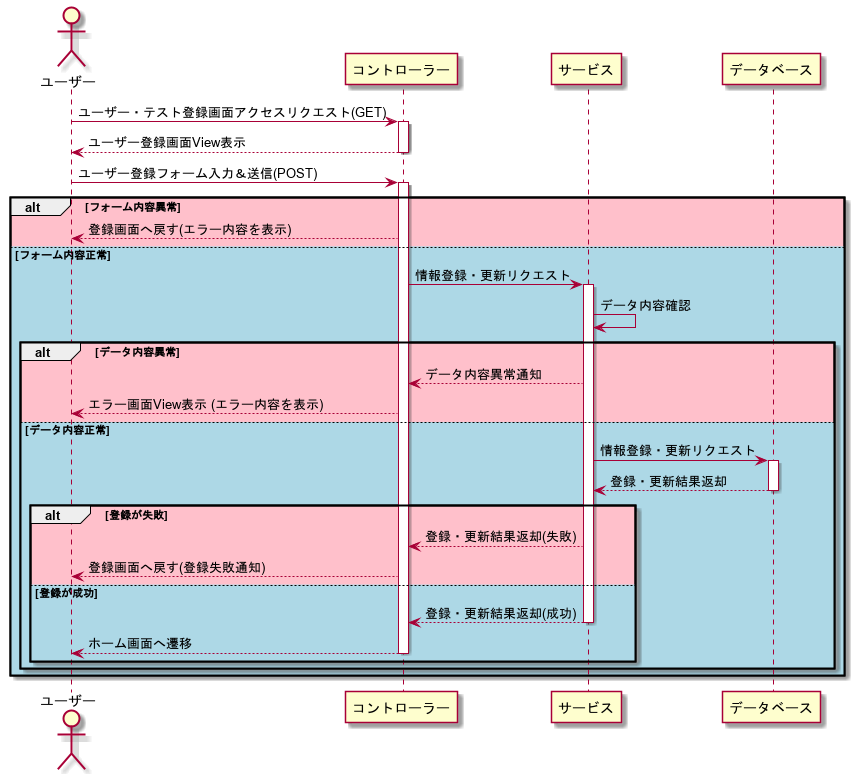 ユーザー
コントローラー
サービス
データベース
ユーザー・テスト登録画面アクセスリクエスト(GET)
ユーザー登録画面View表示
ユーザー登録フォーム入力＆送信(POST)
alt
[フォーム内容異常]
登録画面へ戻す(エラー内容を表示)
[フォーム内容正常]
情報登録・更新リクエスト
データ内容確認
alt
[データ内容異常]
データ内容異常通知
エラー画面View表示 (エラー内容を表示)
[データ内容正常]
情報登録・更新リクエスト
登録・更新結果返却
alt
[登録が失敗]
登録・更新結果返却(失敗)
登録画面へ戻す(登録失敗通知)
[登録が成功]
登録・更新結果返却(成功)
ホーム画面へ遷移
ユーザー
コントローラー
サービス
データベース